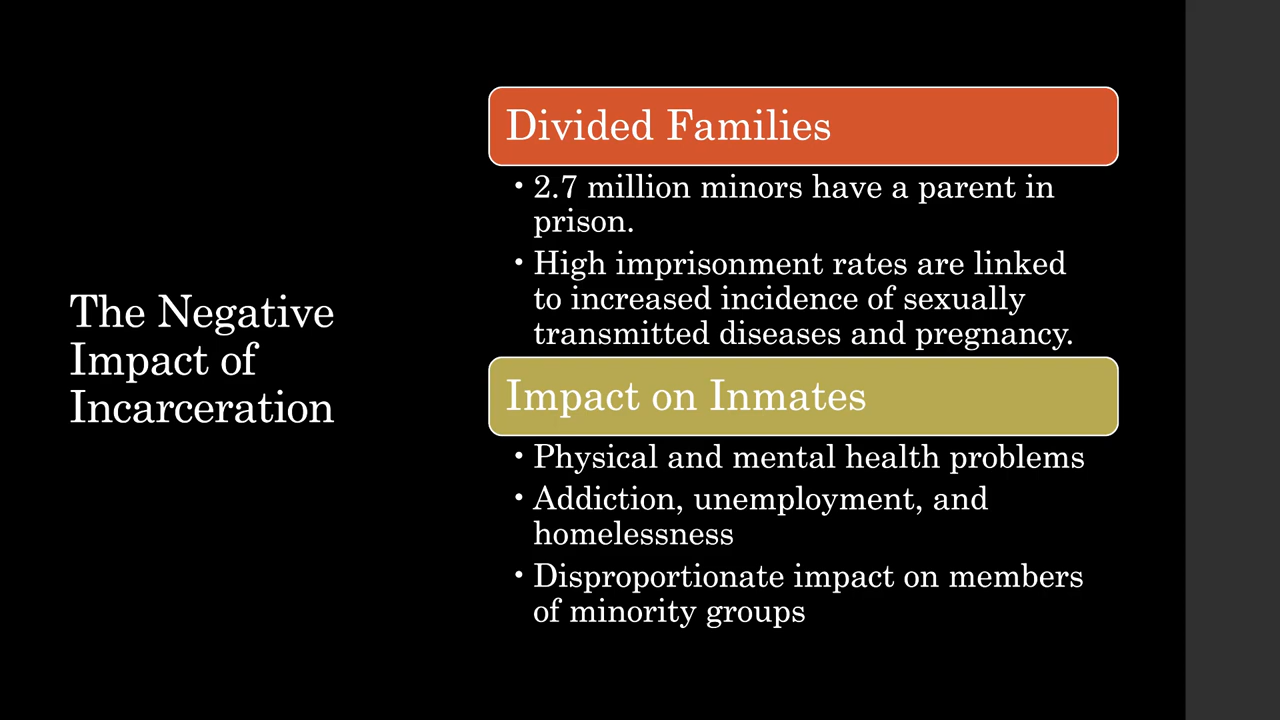 The Negative
Impact of
Incarceration
Divided Families
• 2.7 million minors have a parent in
prison.
• High imprisonment rates are linked
to increased incidence of sexually
transmitted diseases and pregnancy.
Impact on Inmates
• Physical and mental health problems
• Addiction, unemployment, and
homelessness
• Disproportionate impact on members
of minority groups